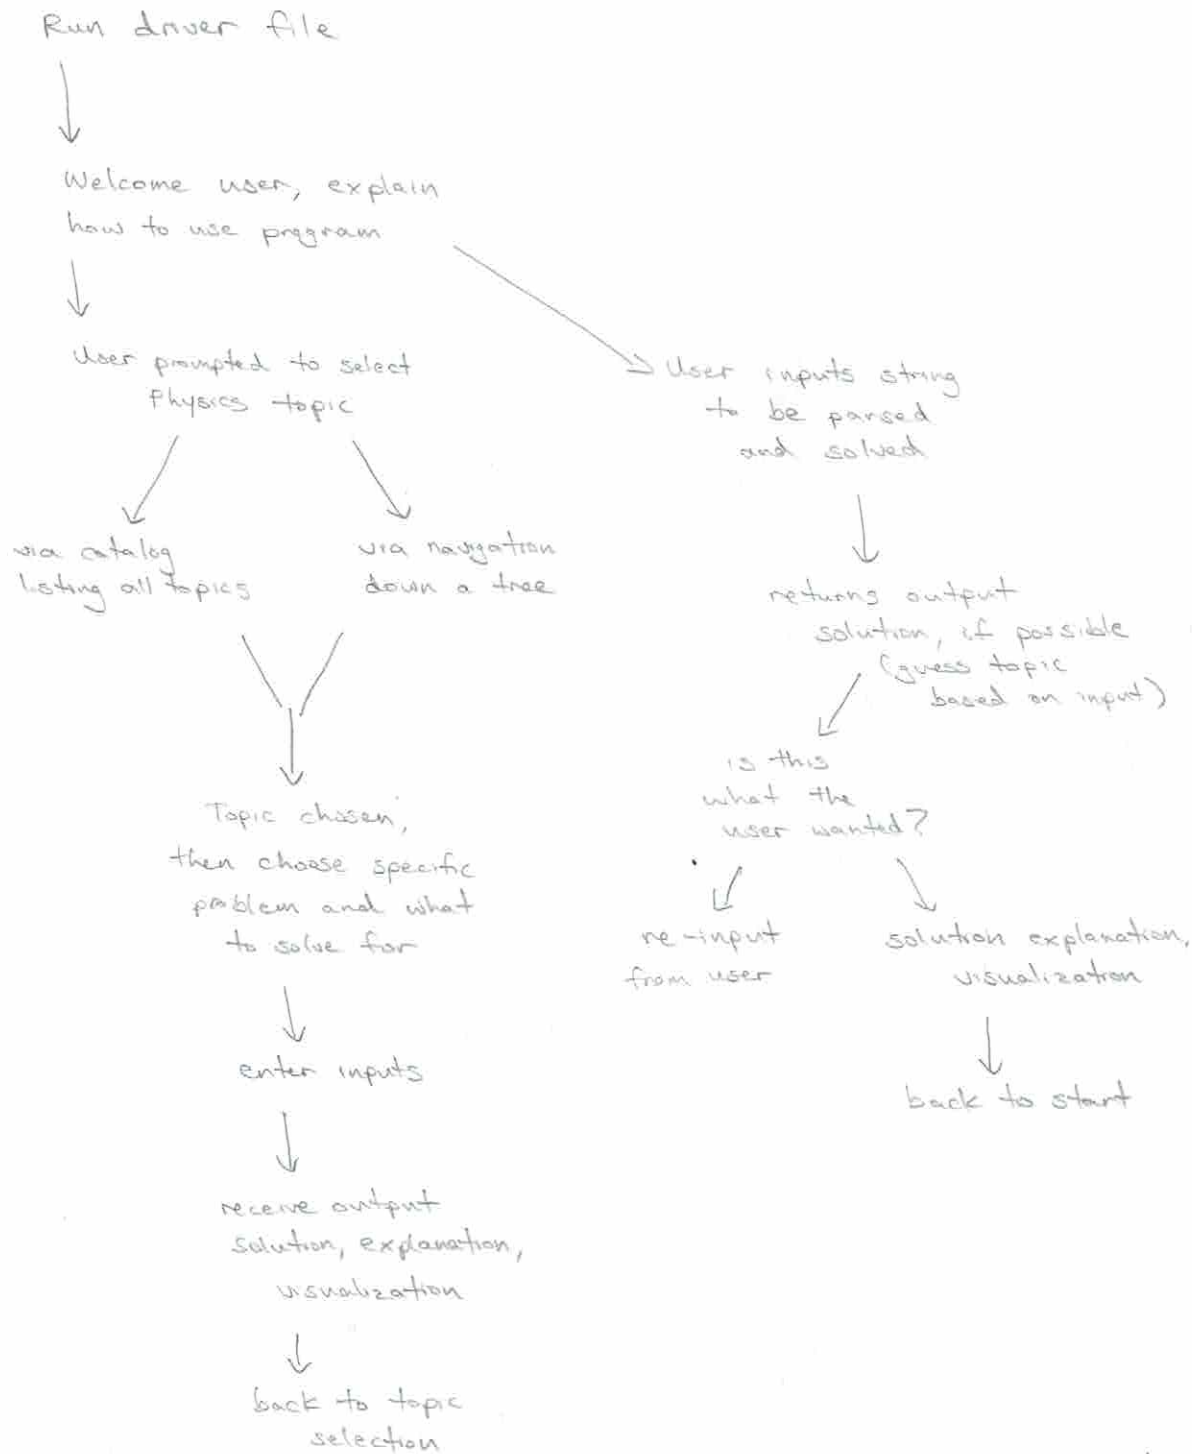 Run driver file
Welcome user, explain
how to use program
User prompted to select
Physics topic
via catalog
listing all topics
via navigation
down a tree
Topic chosen,
then choose specific
problem and what
to solve for
enter inputs
receive output
solution, explanation,
visualization
back to topic
selection
User inputs string
to be parsed
and solved
returns output
solution, if possible
(guess topic
based on input)
is this
what the
user wanted?
re-input
from user
solution explanation,
visualization
back to start